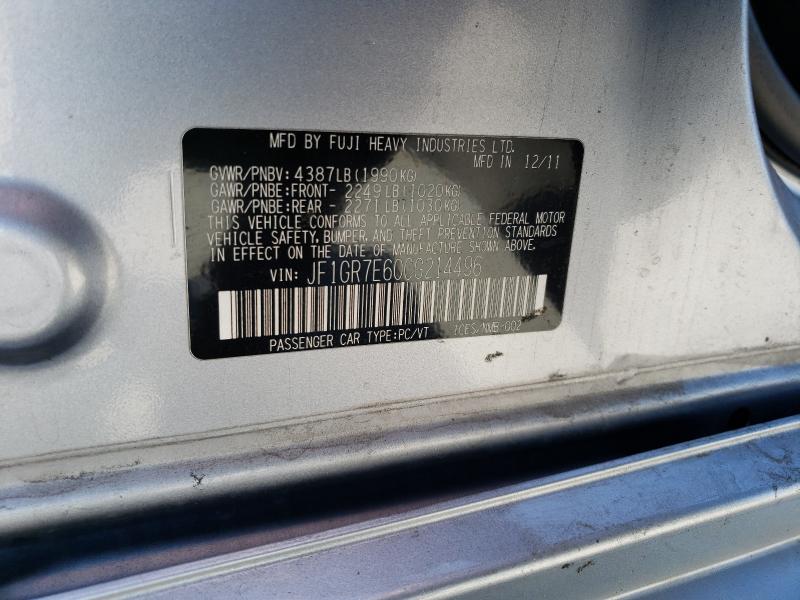 MFD BY FUJI HEAVY INDUSTRIES LTD.
MFD IN 12/11
GVWR/PNBV: 4387LB(1990KG)
GAWR/PNBE:FRONT- 2249LB(1020KG)
GAWR/PNBE:REAR - 2271LB(1030KG)
THIS VEHICLE CONFORMS TO ALL APPLICABLE FEDERAL MOTOR
VEHICLE SAFETY, BUMPER, AND THEFT PREVENTION STANDARDS
IN EFFECT ON THE DATE OF MANUFACTURE SHOWN ABOVE.
VIN: JF1GR7E60CG214496
PASSENGER CAR TYPE:PC/VT ICES/NMB-002